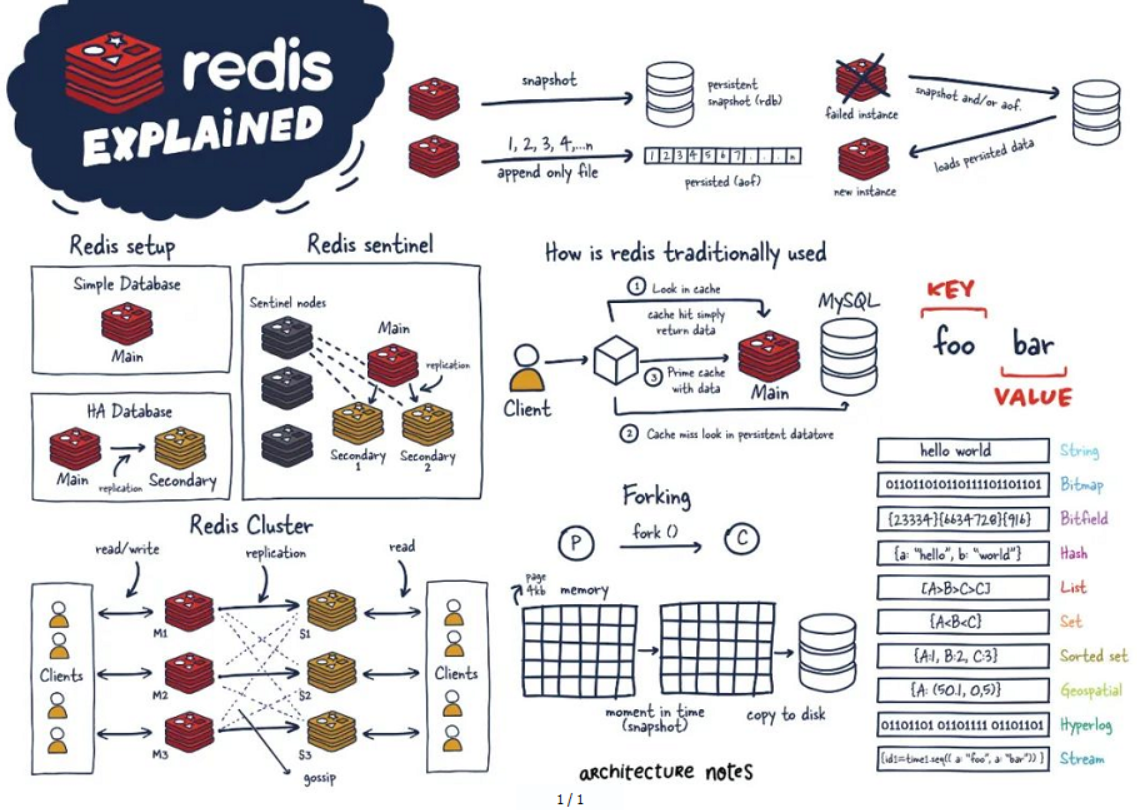 redis
EXPLAINED
snapshot
persistent
snapshot (rdb)
1, 2, 3, 4,...n
append only file
1 2 3 4 5 6 7 . . . n
persisted (aof)
failed instance
snapshot and/or aof.
loads persisted data
new instance
Redis setup
Simple Database
Main
HA Database
Main
replication
Secondary
Redis sentinel
Sentinel nodes
Main
replication
Secondary
1
Secondary
2
How is redis traditionally used
1 Look in cache
cache hit simply
return data
MySQL
3 Prime cache
with data
Client
Main
2 Cache miss look in persistent datatore
KEY
foo bar
VALUE
hello world String
01101101011011110110​1101 Bitmap
{23334}{6634728}{916} Bitfield
{a: "hello", b: "world"} Hash
[A>B>C>C] List
{A<B<C} Set
{A:1, B:2, C:3} Sorted set
{A: (50.1, 0,5)} Geospatial
01101101 01101111 01101101 Hyperlog
{id1=time1.seq(( a: "foo", a: "bar")) } Stream
Redis Cluster
read/write
replication
read
Clients
M1
M2
M3
S1
S2
S3
Clients
gossip
Forking
P
fork ()
C
page
4kb
memory
moment in time
(snapshot)
copy to disk
architecture notes
1 / 1